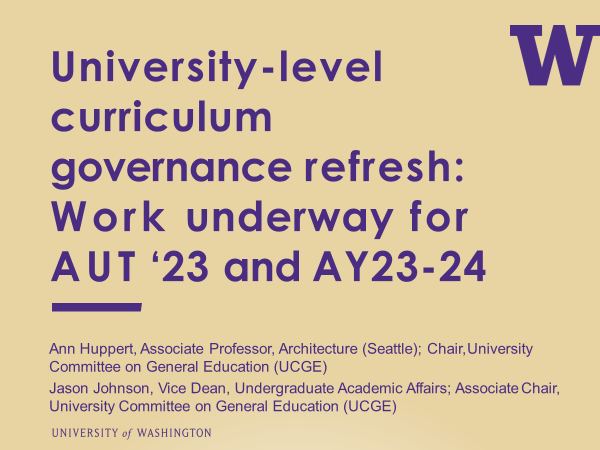 W
University-level
curriculum
governance refresh:
Work underway for
AUT ‘23 and AY23-24
Ann Huppert, Associate Professor, Architecture (Seattle); Chair,University
Committee on General Education (UCGE)
Jason Johnson, Vice Dean, Undergraduate Academic Affairs; Associate Chair,
University Committee on General Education (UCGE)
UNIVERSITY of WASHINGTON